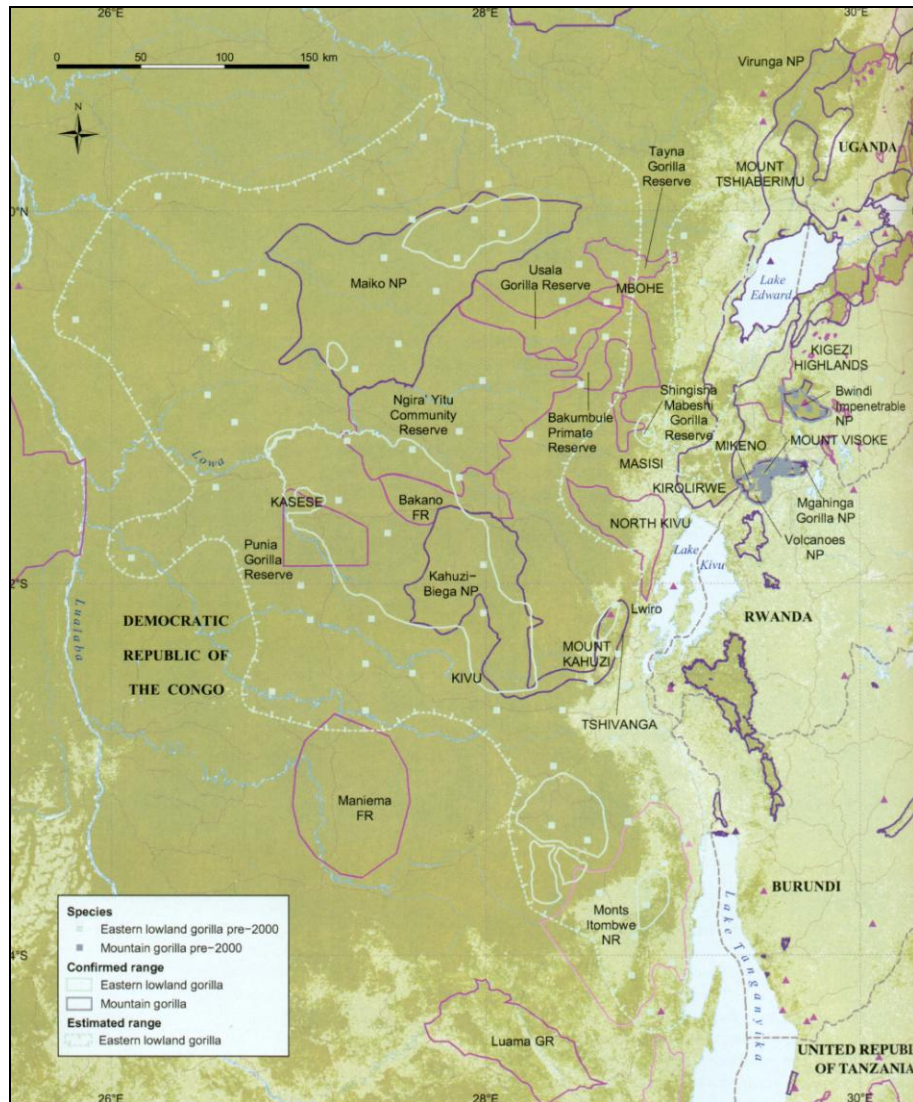 26°E
28°E
30°E
0 50 100 150 km
N
Virunga NP
UGANDA
MOUNT
TSHIABERIMU
Tayna
Gorilla
Reserve
0°N
Lake
Edward
Maiko NP
Usala
Gorilla Reserve
MBOHE
KIGEZI
HIGHLANDS
Bwindi
Impenetrable
NP
Ngira' Yitu
Community
Reserve
Bakumbule
Primate
Reserve
Shingisha
Mabeshi
Gorilla
Reserve
MIKENO
MOUNT VISOKE
Lowa
MASISI
KIROLIRWE
Mgahinga
Gorilla NP
KASESE
Bakano
FR
NORTH KIVU
Volcanoes
NP
Punia
Gorilla
Reserve
Lake
Kivu
Kahuzi-
Biega NP
2°S
Lualaba
Lwiro
RWANDA
DEMOCRATIC
REPUBLIC OF
THE CONGO
MOUNT
KAHUZI
KIVU
TSHIVANGA
Maniema
FR
BURUNDI
Monts
Itombwe
NR
Lake Tanganyika
4°S
Species
Eastern lowland gorilla pre-2000
Mountain gorilla pre-2000
Confirmed range
Eastern lowland gorilla
Mountain gorilla
Estimated range
Eastern lowland gorilla
Luama GR
UNITED REPUBL
OF TANZANIA
26°E
28°E
30°E